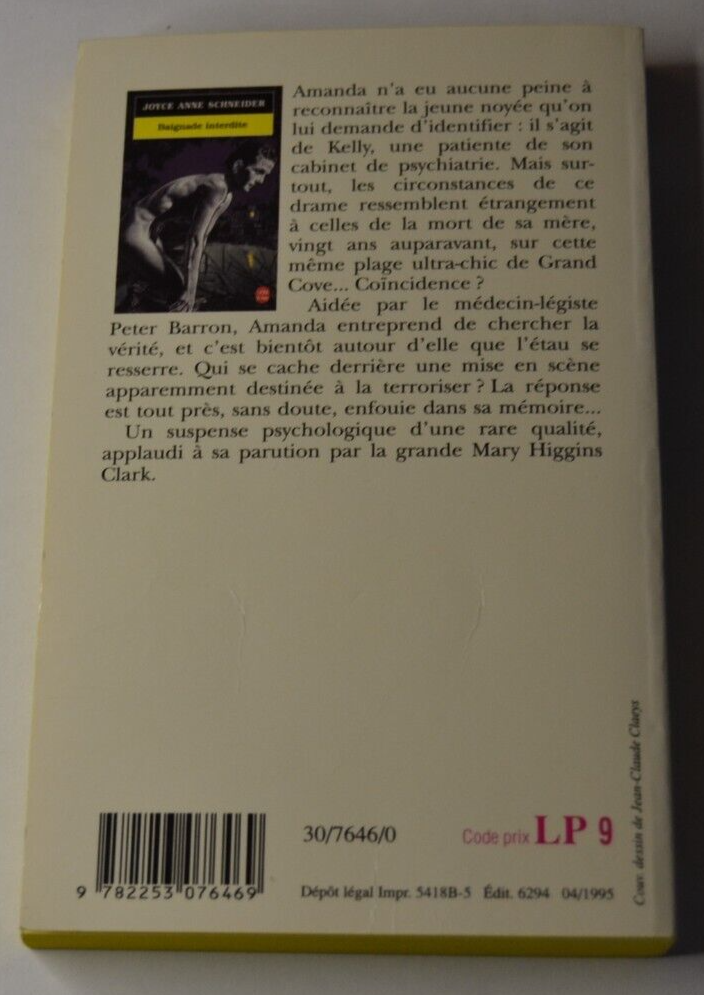 JOYCE ANNE SCHNEIDER
Baignade interdite
Amanda n'a eu aucune peine à
reconnaître la jeune noyée qu'on
lui demande d'identifier : il s'agit
de Kelly, une patiente de son
cabinet de psychiatrie. Mais sur-
tout, les circonstances de ce
drame ressemblent étrangement
à celles de la mort de sa mère,
vingt ans auparavant, sur cette
même plage ultra-chic de Grand
Cove... Coïncidence ?
Aidée par le médecin-légiste
Peter Barron, Amanda entreprend de chercher la
vérité, et c'est bientôt autour d'elle que l'étau se
resserre. Qui se cache derrière une mise en scène
apparemment destinée à la terroriser ? La réponse
est tout près, sans doute, enfouie dans sa mémoire...
Un suspense psychologique d'une rare qualité,
applaudi à sa parution par la grande Mary Higgins
Clark.
Couv. dessin de Jean-Claude Claeys
30/7646/0
Code prix LP 9
9 782253 076469
Dépôt légal Impr. 5418B-5 Édit. 6294 04/1995